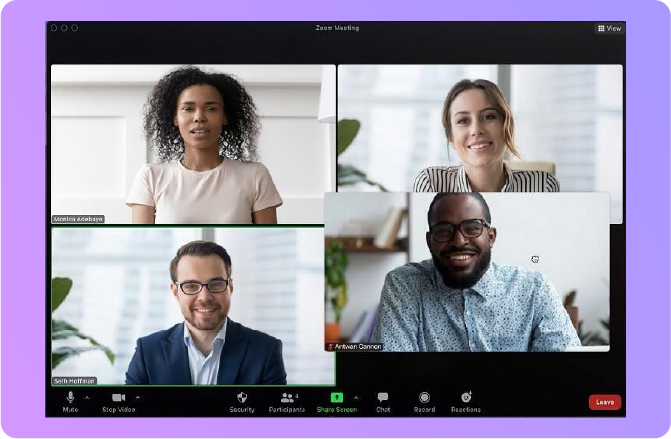 Zoom Meeting
View
Monica Adebayo
Antwan Cannon
Seth Hoffman
Mute
Stop Video
Security
Participants
4
Share Screen
Chat
Record
Reactions
Leave